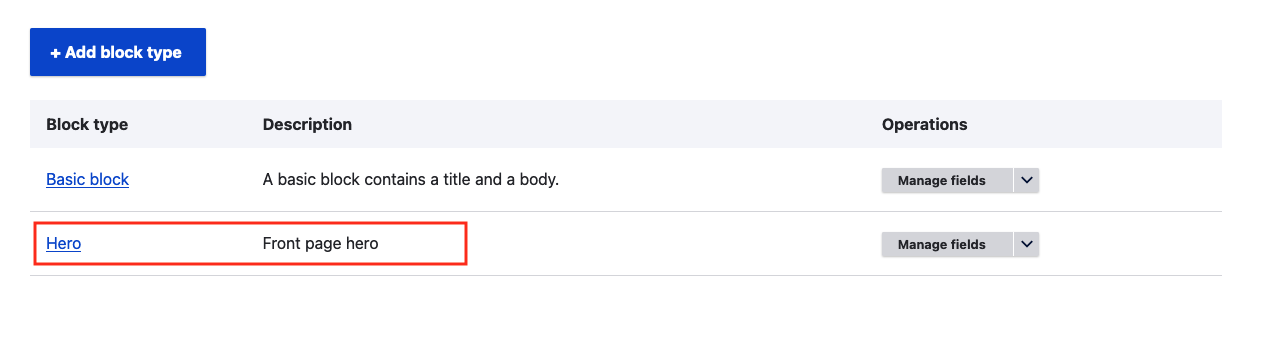 + Add block type
Block type Description Operations
Basic block A basic block contains a title and a body. Manage fields
Hero Front page hero Manage fields